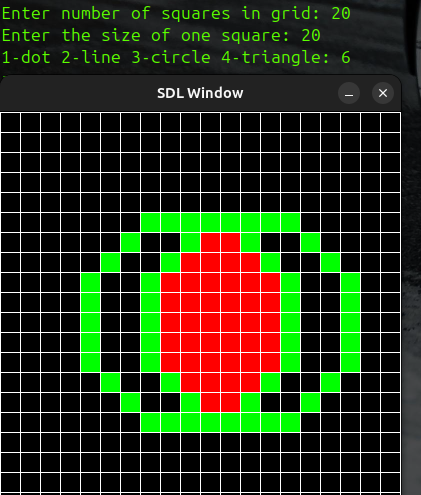 Enter number of squares in grid: 20
Enter the size of one square: 20
1-dot 2-line 3-circle 4-triangle: 6
SDL Window